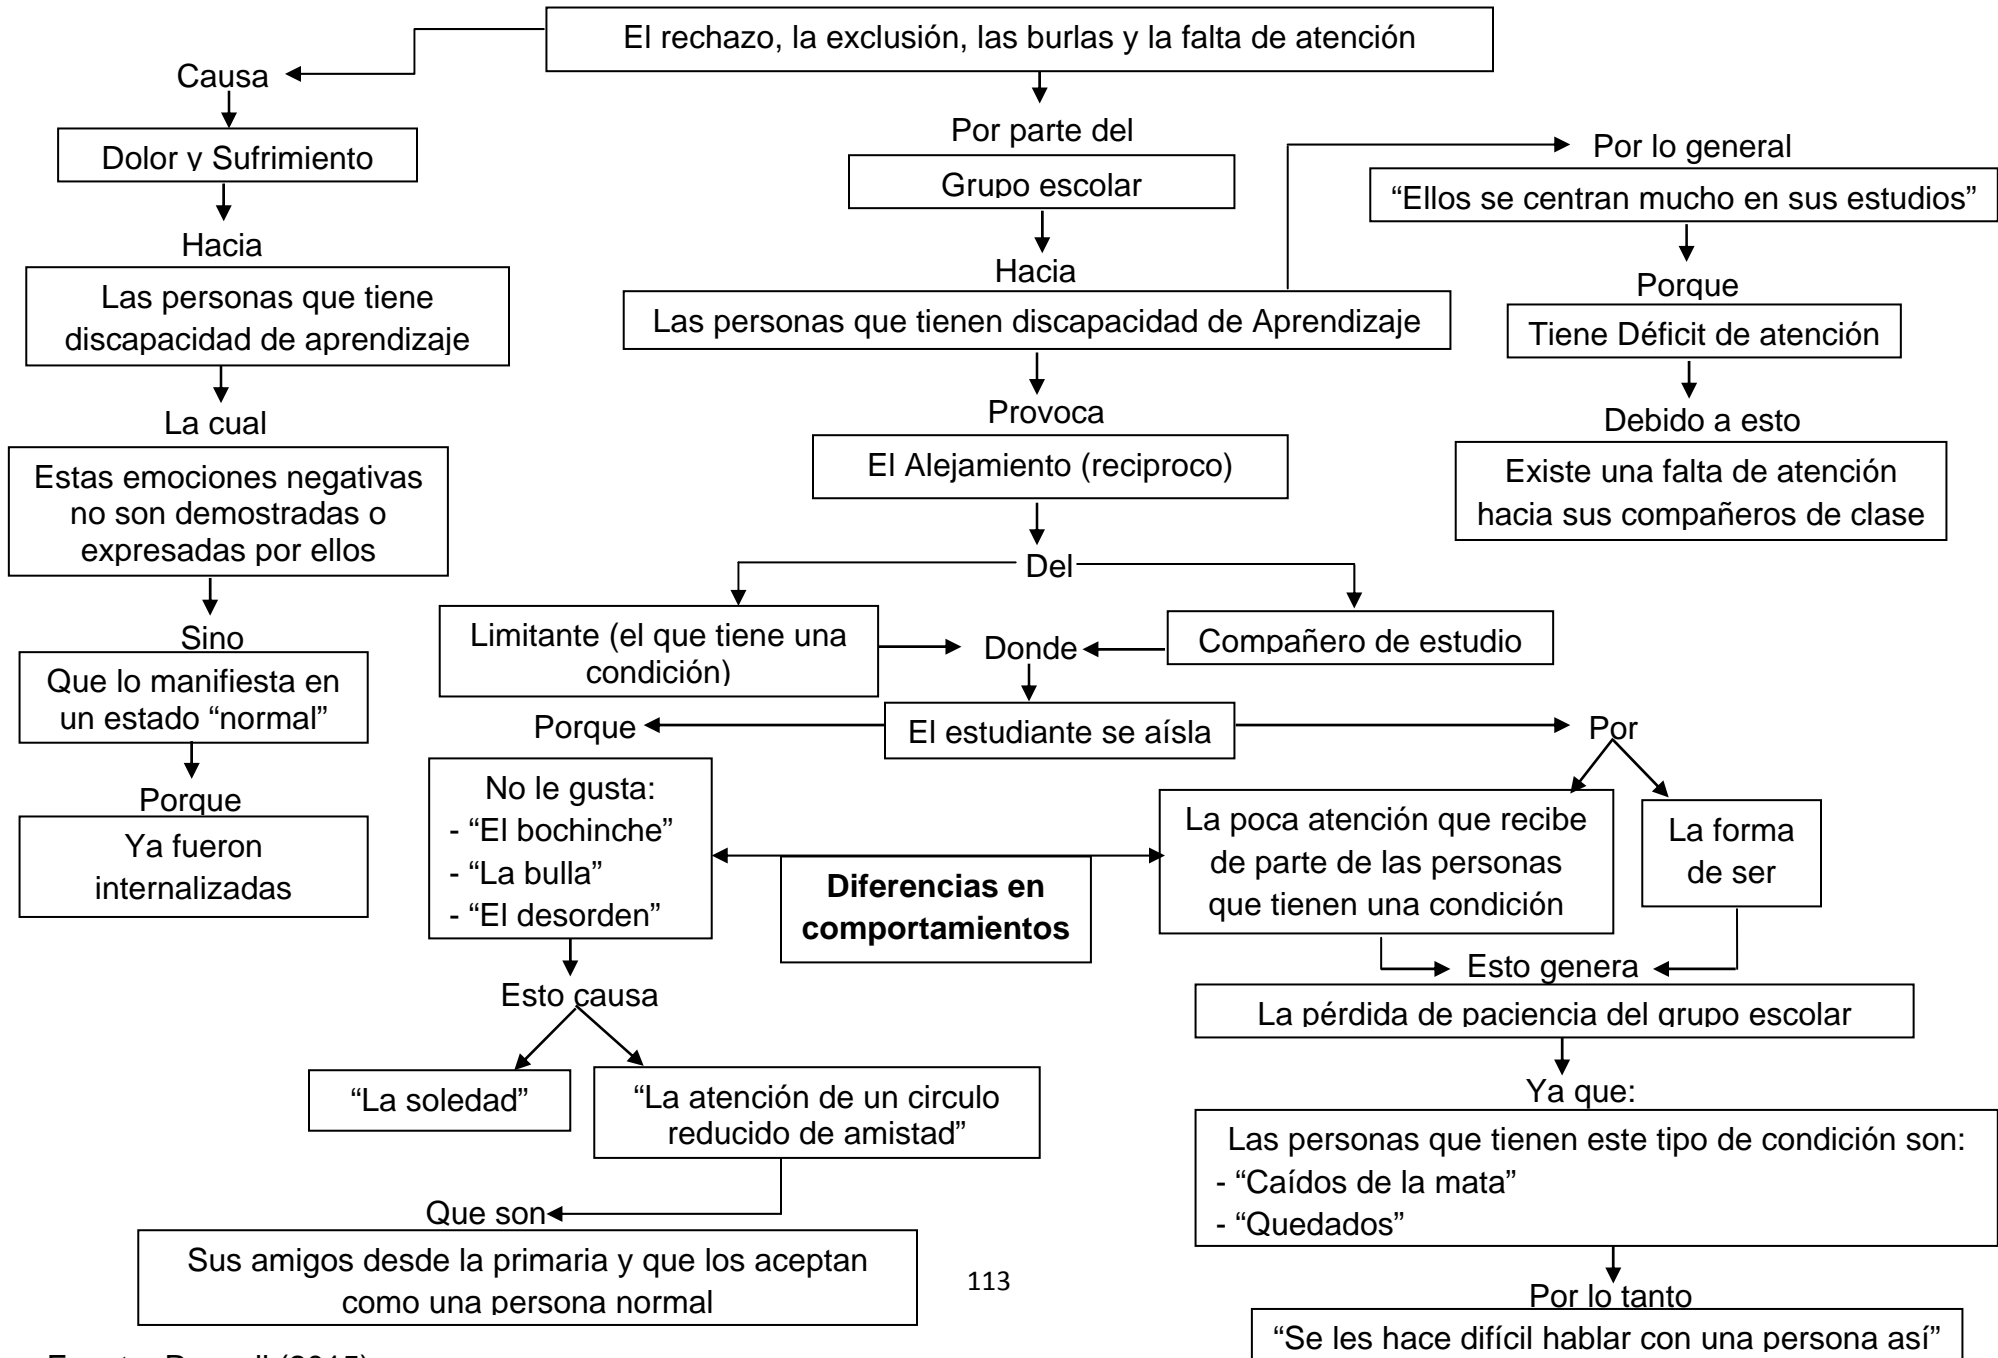 El rechazo, la exclusión, las burlas y la falta de atención
Causa
Dolor y Sufrimiento
Hacia
Las personas que tiene
discapacidad de aprendizaje
La cual
Estas emociones negativas
no son demostradas o
expresadas por ellos
Sino
Que lo manifiesta en
un estado “normal”
Porque
Ya fueron
internalizadas
Por parte del
Grupo escolar
Hacia
Las personas que tienen discapacidad de Aprendizaje
Por lo general
“Ellos se centran mucho en sus estudios”
Porque
Tiene Déficit de atención
Debido a esto
Existe una falta de atención
hacia sus compañeros de clase
Provoca
El Alejamiento (reciproco)
Del
Limitante (el que tiene una
condición)
Donde
Compañero de estudio
El estudiante se aísla
Porque
No le gusta:
- “El bochinche”
- “La bulla”
- “El desorden”
Diferencias en
comportamientos
Por
La poca atención que recibe
de parte de las personas
que tienen una condición
La forma
de ser
Esto causa
“La soledad”
“La atención de un circulo
reducido de amistad”
Que son
Sus amigos desde la primaria y que los aceptan
como una persona normal
Esto genera
La pérdida de paciencia del grupo escolar
Ya que:
Las personas que tienen este tipo de condición son:
- “Caídos de la mata”
- “Quedados”
Por lo tanto
“Se les hace difícil hablar con una persona así”
113